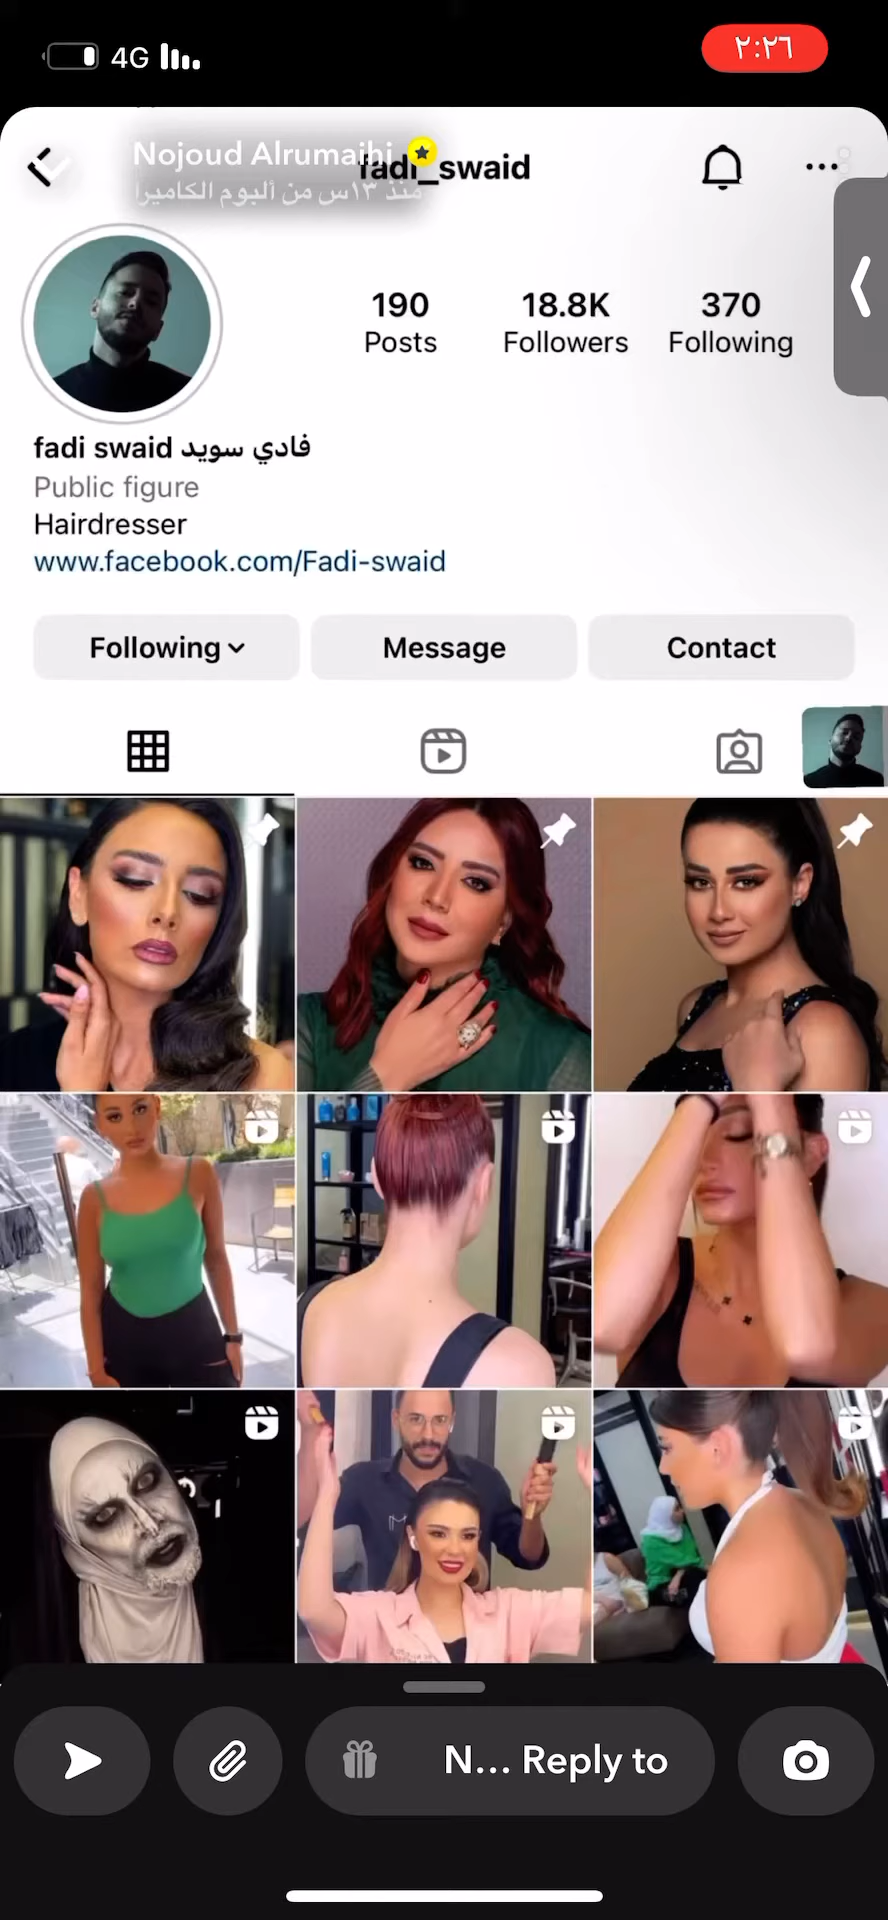 4G
٢:٢٦
Nojoud Alrumaihi
منذ ١٣س من ألبوم الكاميرا
fadi_swaid
190
Posts
18.8K
Followers
370
Following
fadi swaid فادي سويد
Public figure
Hairdresser
www.facebook.com/Fadi-swaid
Following
Message
Contact
N... Reply to